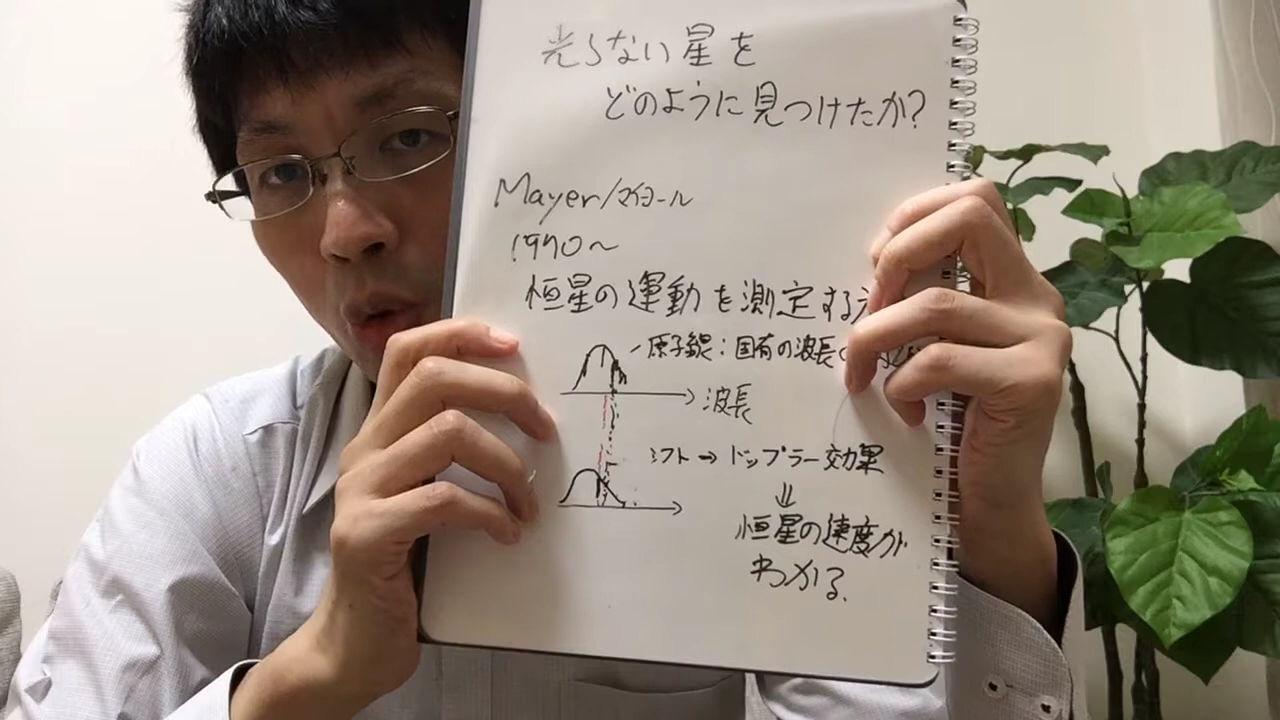 光らない星を
どのように見つけたか?
Mayer/マイヨール
1970〜
恒星の運動を測定する
原子線:固有の波長
波長
シフト→ドップラー効果
⇓
恒星の速度が
わかる.